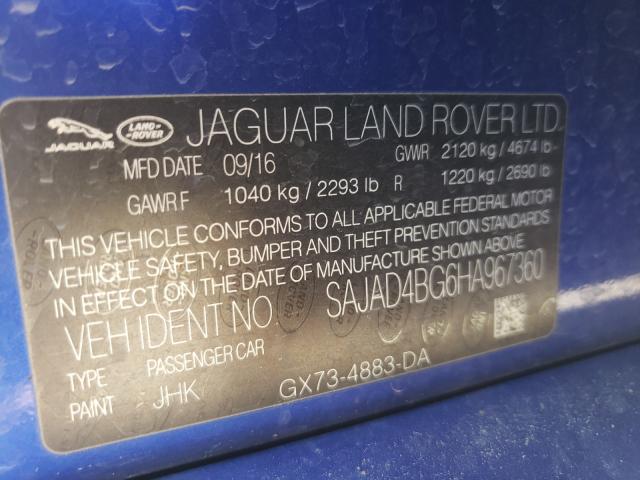 JAGUAR LAND-ROVER JAGUAR LAND ROVER LTD.
MFD DATE 09/16 GVWR 2120 kg / 4674 lb
GAWR F 1040 kg / 2293 lb R 1220 kg / 2690 lb
THIS VEHICLE CONFORMS TO ALL APPLICABLE FEDERAL MOTOR
VEHICLE SAFETY, BUMPER AND THEFT PREVENTION STANDARDS
IN EFFECT ON THE DATE OF MANUFACTURE SHOWN ABOVE
VEH IDENT NO. SAJAD4BG6HA967360
TYPE PASSENGER CAR
PAINT JHK GX73-4883-DA